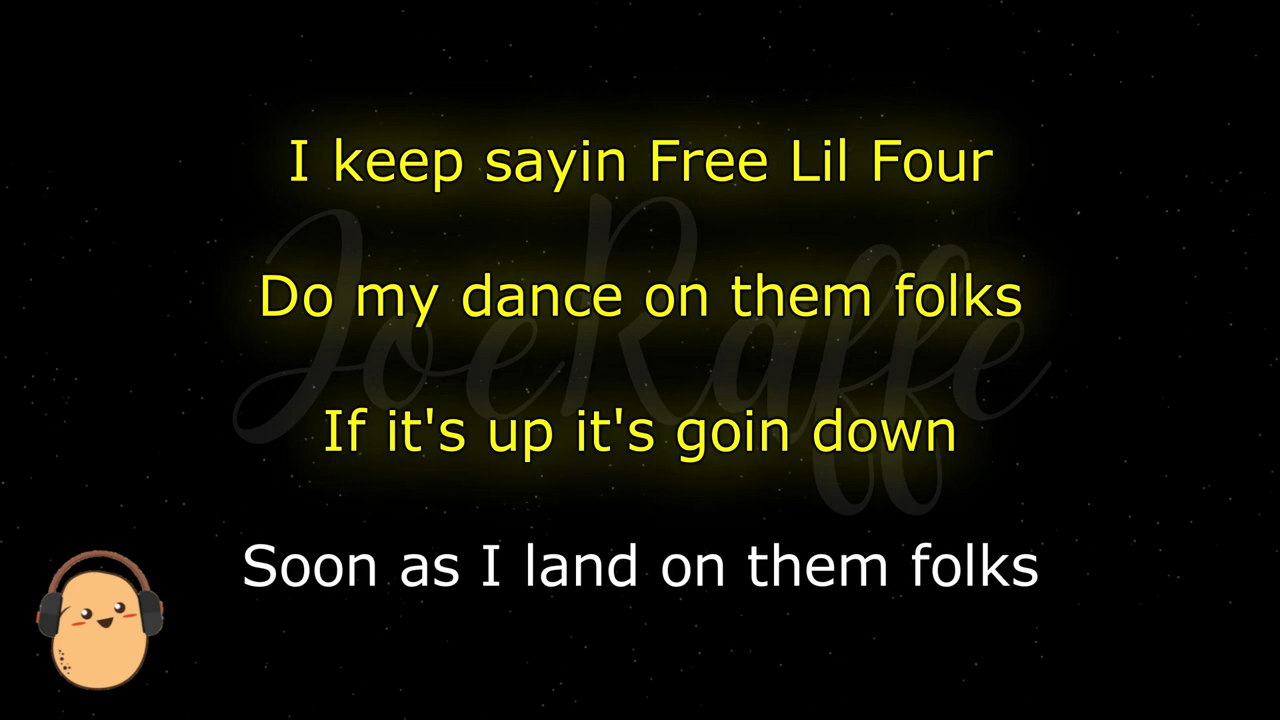 I keep sayin Free Lil Four
JoeRaffe
Do my dance on them folks
If it's up it's goin down
Soon as I land on them folks